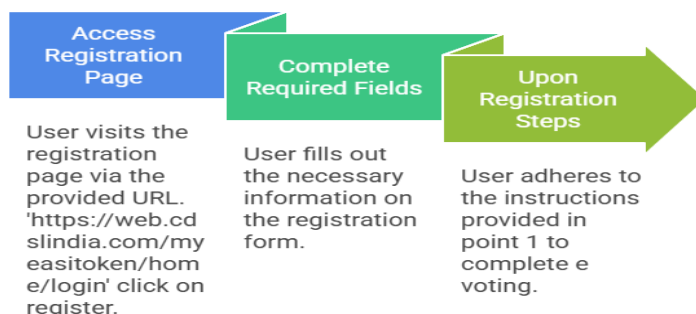 Access
Registration
Page
User visits the
registration
page via the
provided URL.
'https://web.cd
slindia.com/my
easitoken/hom
e/login' click on
register.
Complete
Required Fields
User fills out
the necessary
information on
the registration
form.
Upon
Registration
Steps
User adheres to
the instructions
provided in
point 1 to
complete e
voting.